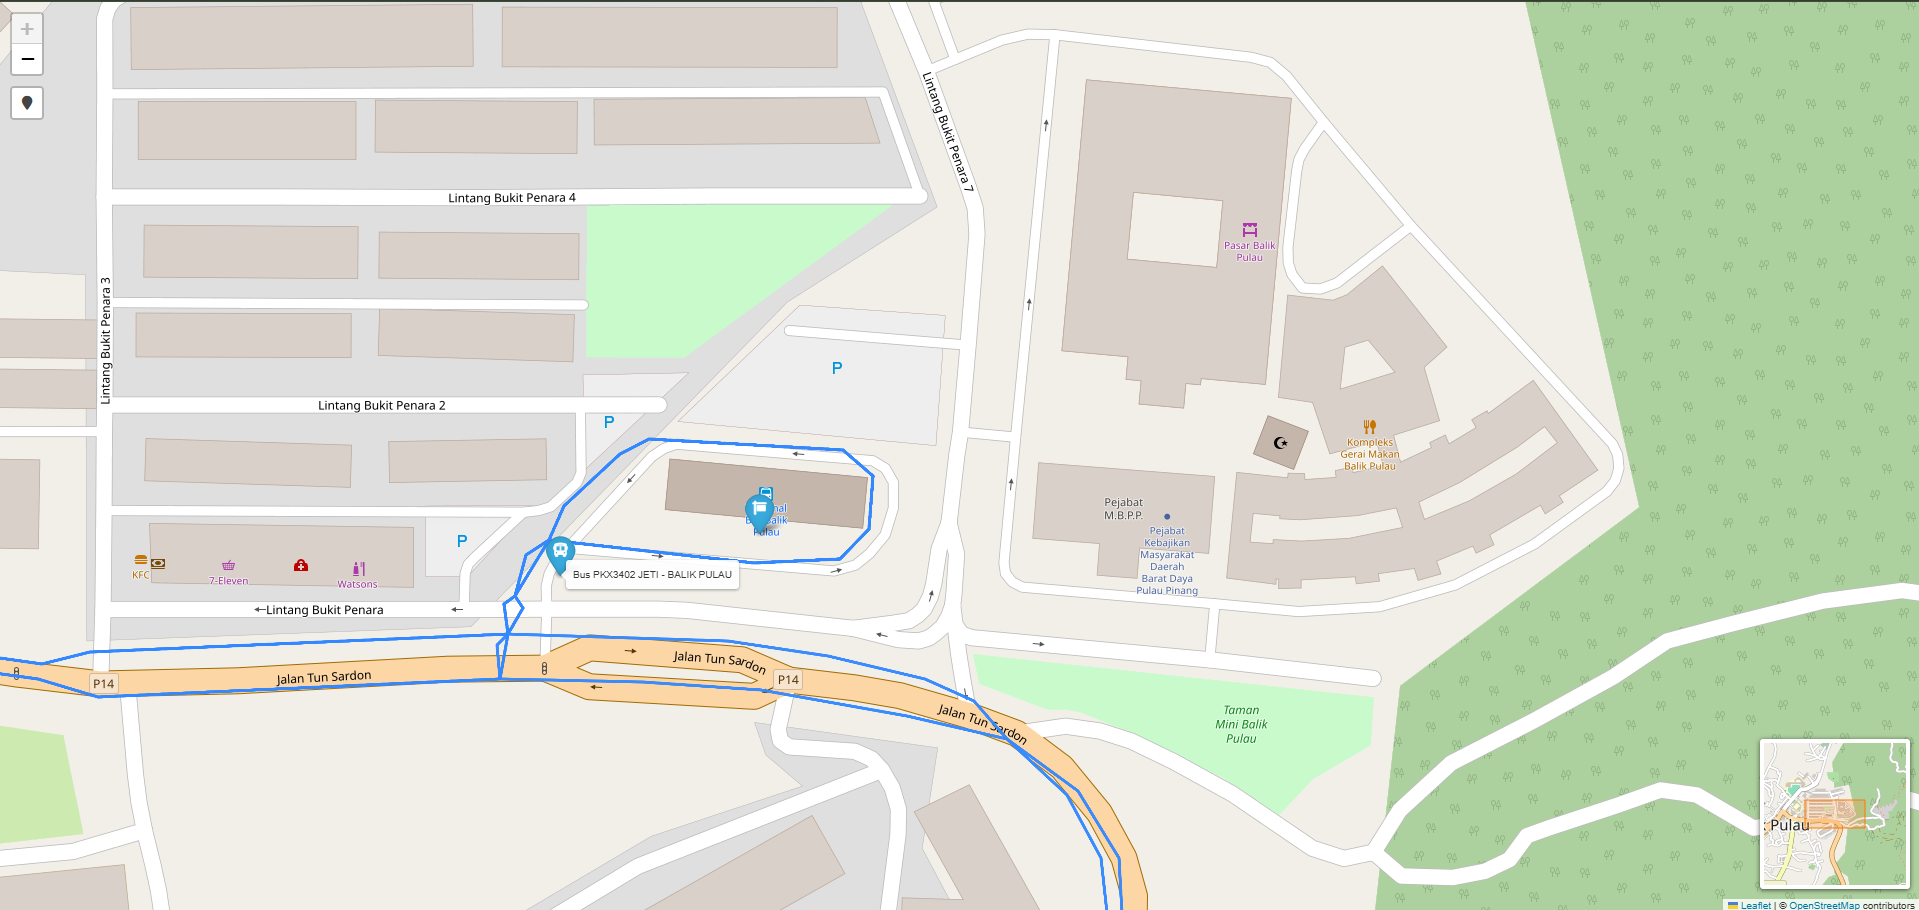 +
−
Lintang Bukit Penara 7
Lintang Bukit Penara 4
Pasar Balik
Pulau
Lintang Bukit Penara 3
P
Lintang Bukit Penara 2
P
Kompleks
Gerai Makan
Balik Pulau
Pejabat
M.B.P.P.
Pulau
P
Pejabat
Kebajikan
Masyarakat
Daerah
Barat Daya
Pulau Pinang
KFC
7-Eleven
Watsons
Bus PKX3402 JETI - BALIK PULAU
Lintang Bukit Penara
Jalan Tun Sardon
Jalan Tun Sardon
P14
P14
Jalan Tun Sardon
Taman
Mini Balik
Pulau
Pulau
Leaflet | © OpenStreetMap contributors